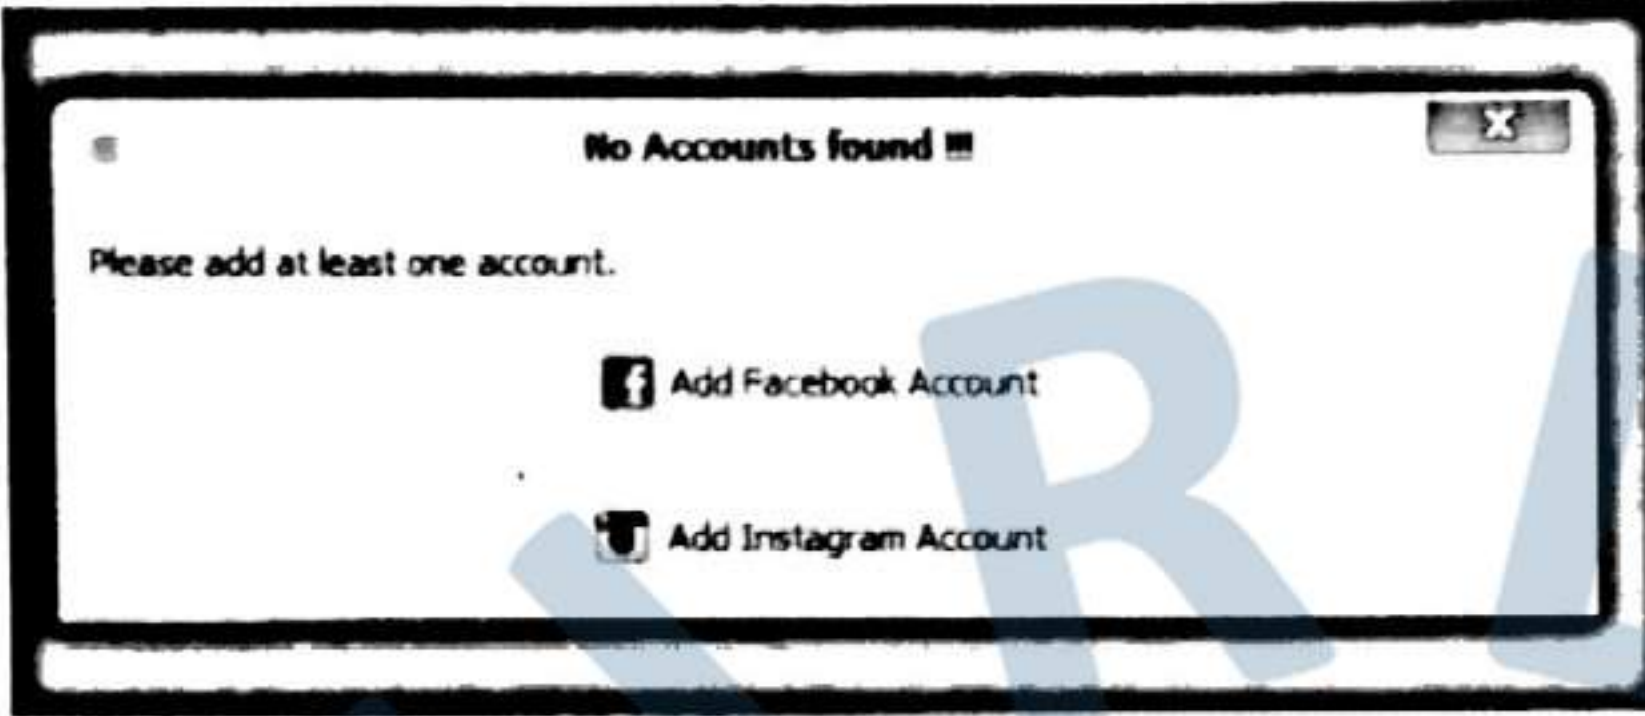 No Accounts found !!!
X
Please add at least one account.
f Add Facebook Account
Add Instagram Account
R